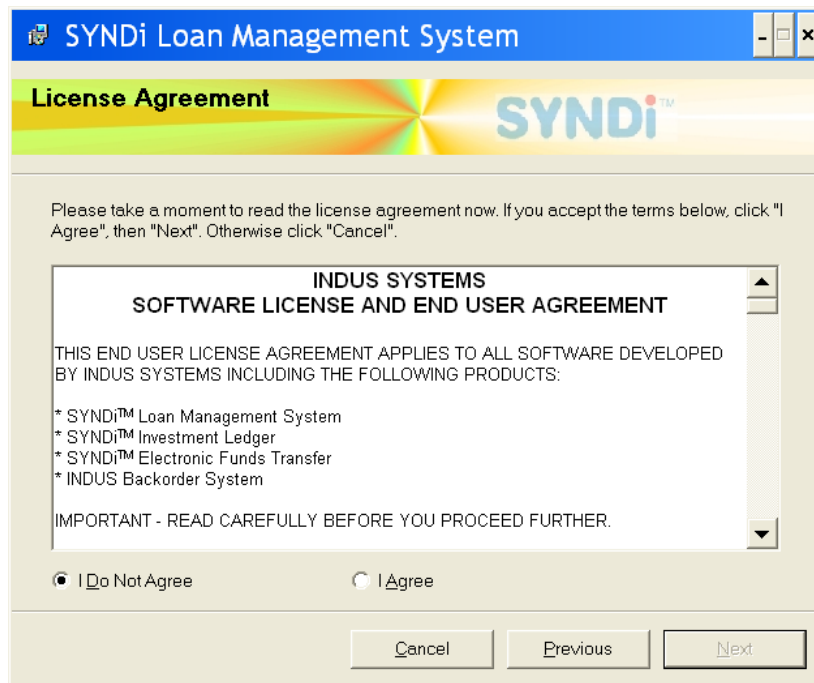 SYNDi Loan Management System
License Agreement
SYNDi™
Please take a moment to read the license agreement now. If you accept the terms below, click "I
Agree", then "Next". Otherwise click "Cancel".
INDUS SYSTEMS
SOFTWARE LICENSE AND END USER AGREEMENT
THIS END USER LICENSE AGREEMENT APPLIES TO ALL SOFTWARE DEVELOPED
BY INDUS SYSTEMS INCLUDING THE FOLLOWING PRODUCTS:
* SYNDi™ Loan Management System
* SYNDi™ Investment Ledger
* SYNDi™ Electronic Funds Transfer
* INDUS Backorder System
IMPORTANT - READ CAREFULLY BEFORE YOU PROCEED FURTHER.
I Do Not Agree
I Agree
Cancel
Previous
Next